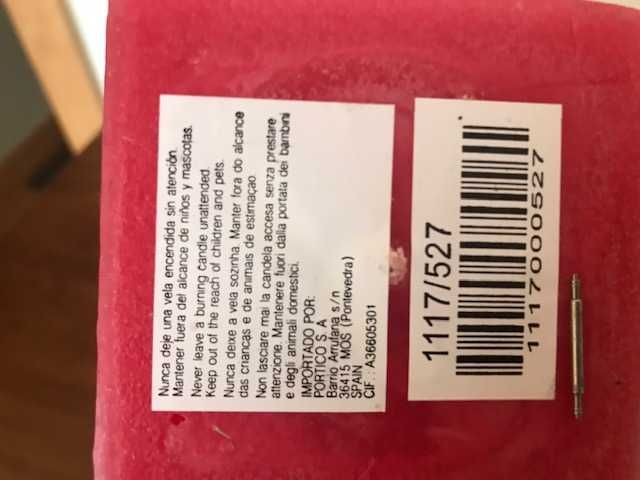 Nunca deje una vela encendida sin atención.
Mantener fuera del alcance de niños y mascotas.
Never leave a burning candle unattended.
Keep out of the reach of children and pets.
Nunca deixe a vela sozinha. Manter fora do alcance
das crianças e de animais de estimaçao.
Non lasciare mai la candela accesa senza prestare
attenzione. Mantenere fuori dalla portata dei bambini
e degli animali domestici.
IMPORTADO POR:
PORTICO S. A
Barrio Arrufana s/n
36415 MOS (Pontevedra)
SPAIN
CIF.: A36605301
1117/527
1117000527